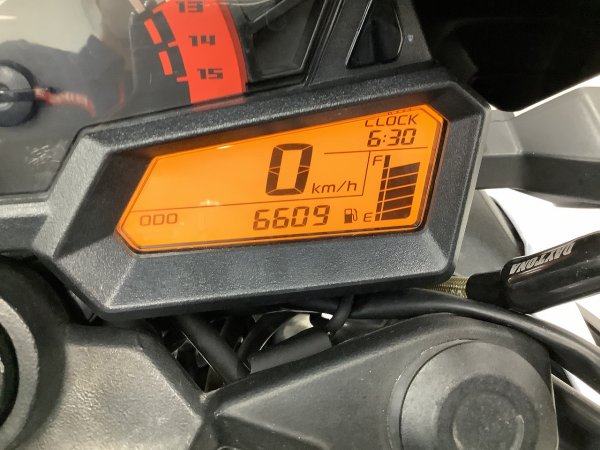 13
14
15
CLOCK
6:30
0 km/h
F
ODO 6609 E
DAYTONA